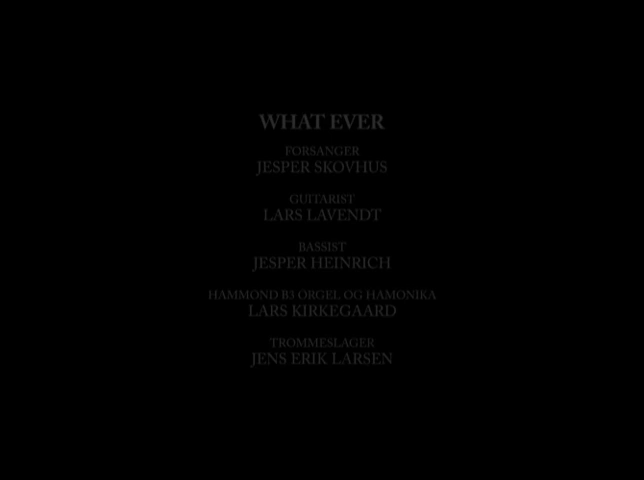 WHAT EVER
FORSANGER
JESPER SKOVHUS
GUITARIST
LARS LAVENDT
BASSIST
JESPER HEINRICH
HAMMOND B3 ORGEL OG HAMONIKA
LARS KIRKEGAARD
TROMMESLAGER
JENS ERIK LARSEN